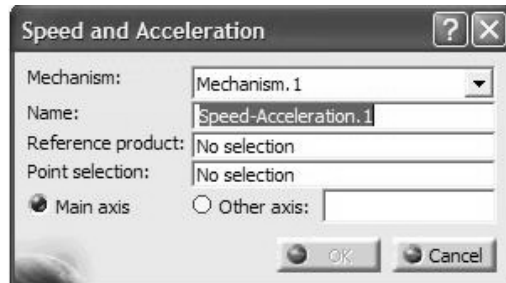 Speed and Acceleration
Mechanism: Mechanism.1
Name: Speed-Acceleration.1
Reference product: No selection
Point selection: No selection
Main axis Other axis:
OK Cancel